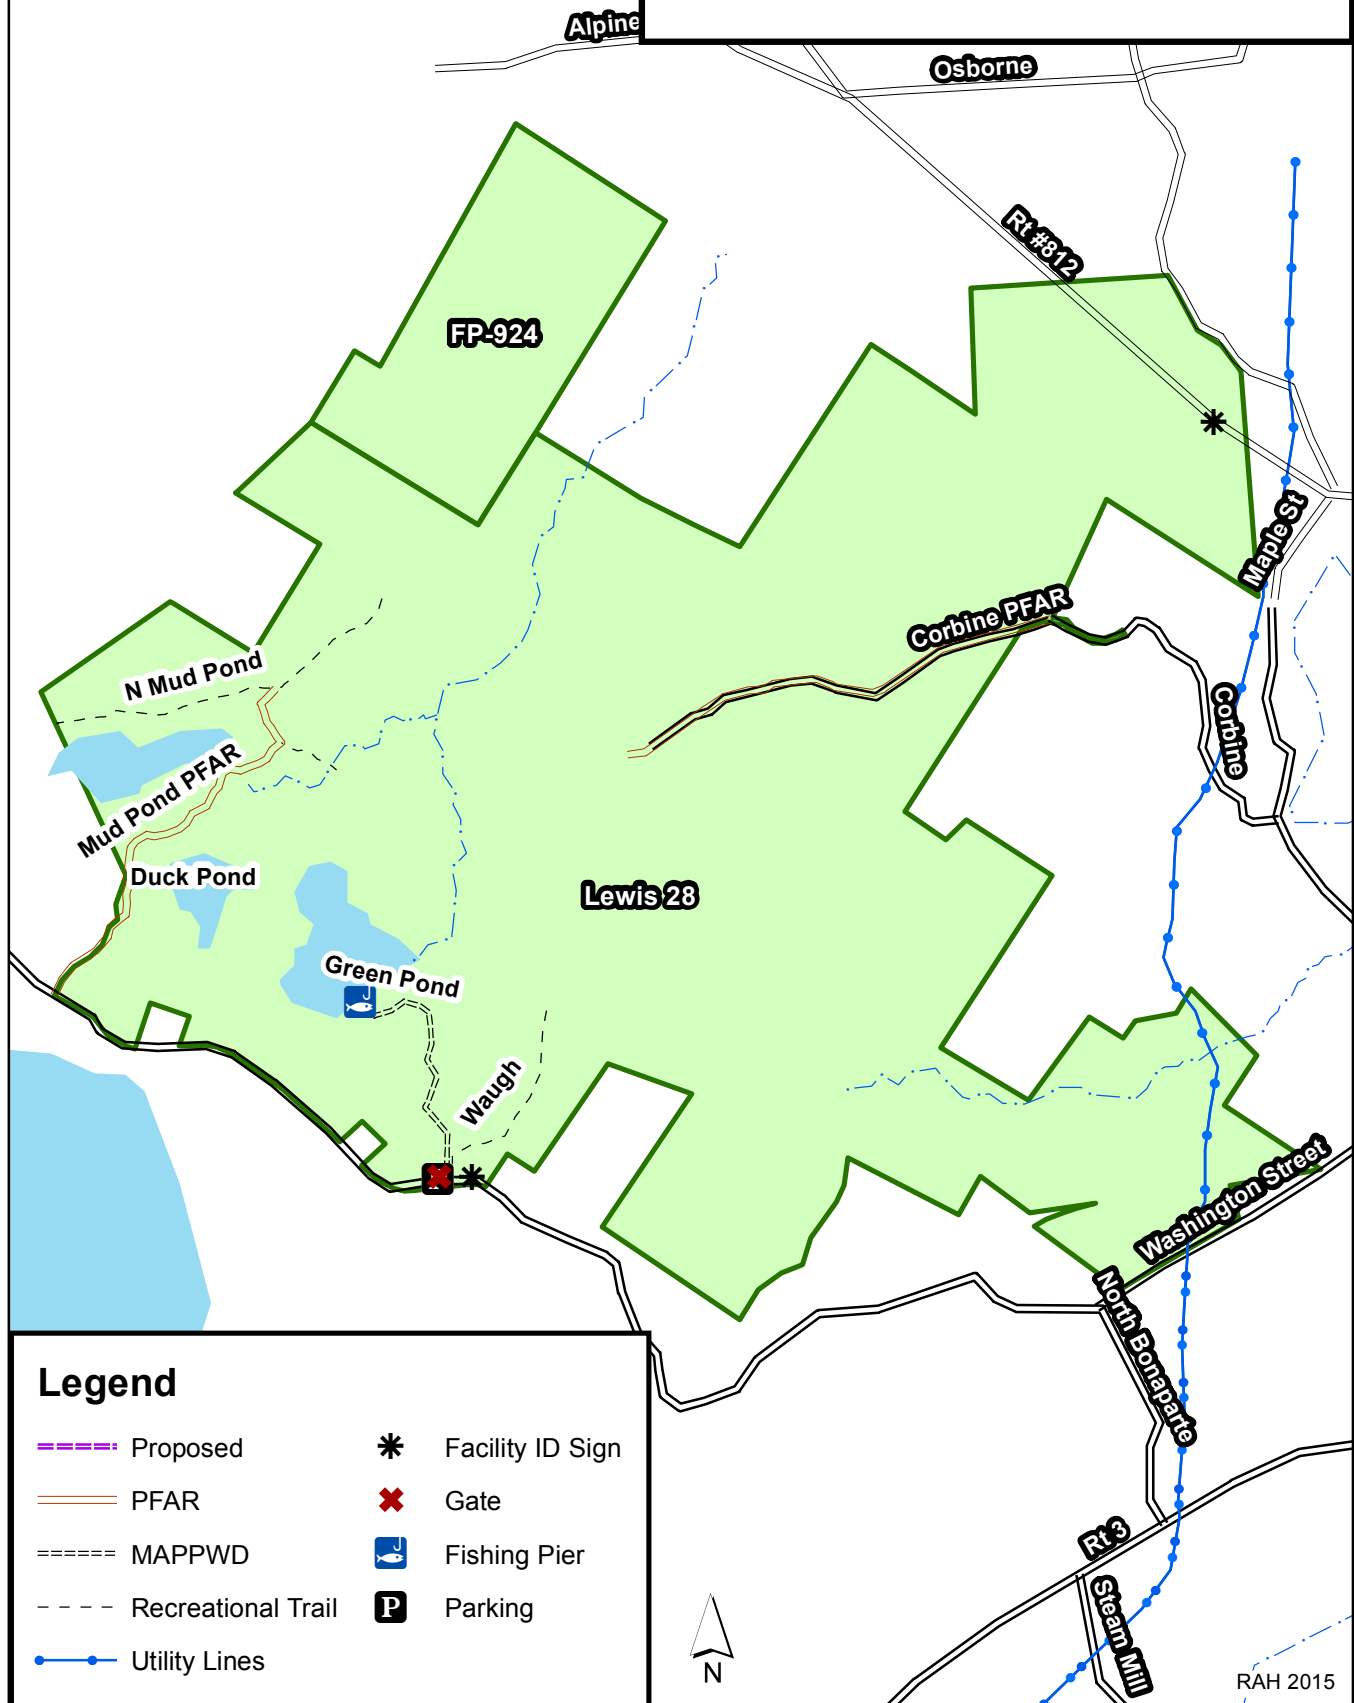 Alpine
Osborne
Rt #812
FP-924
Maple St
Corbine PFAR
N Mud Pond
Corbine
Mud Pond PFAR
Duck Pond
Lewis 28
Green Pond
Waugh
Washington Street
North Bonaparte
Rt 3
Steam Mill
Legend
Proposed
Facility ID Sign
PFAR
Gate
MAPPWD
Fishing Pier
Recreational Trail
P
Parking
Utility Lines
N
RAH 2015